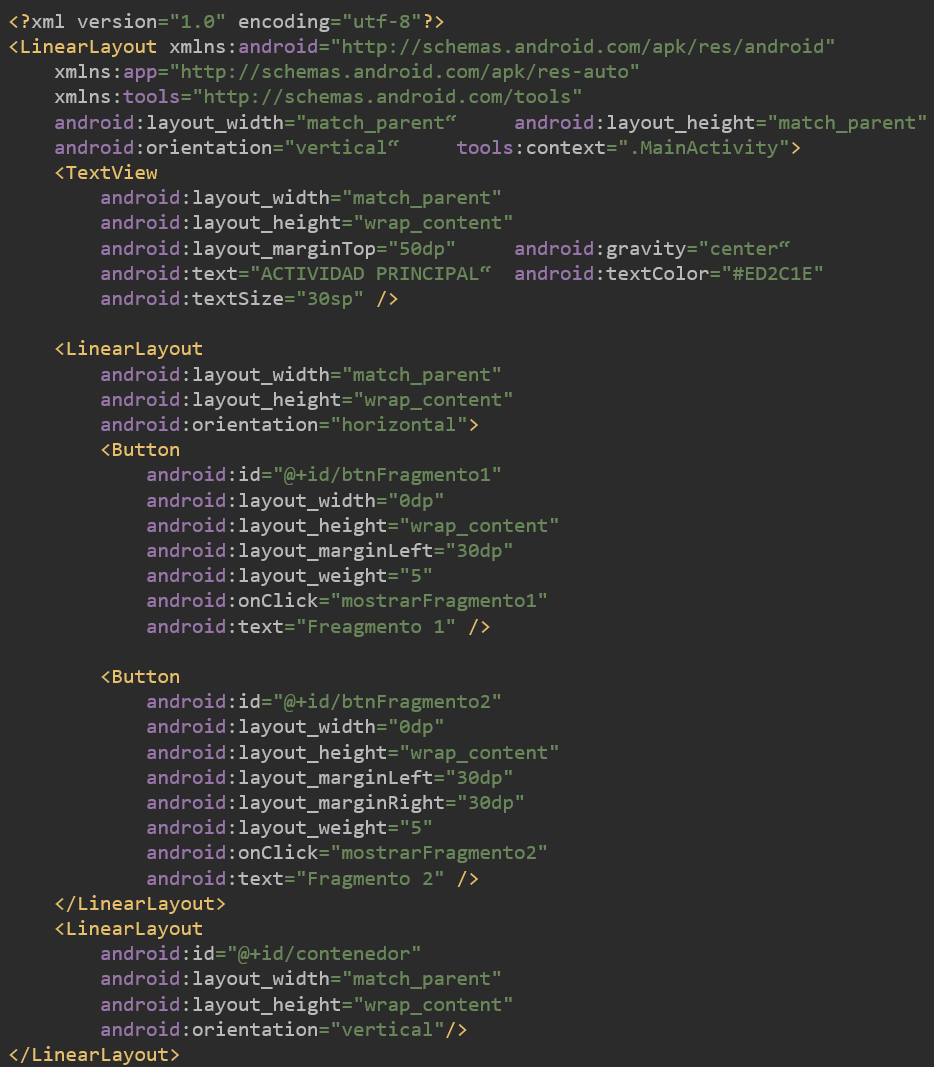 <?xml version="1.0" encoding="utf-8"?>
<LinearLayout xmlns:android="http://schemas.android.com/apk/res/android"
    xmlns:app="http://schemas.android.com/apk/res-auto"
    xmlns:tools="http://schemas.android.com/tools"
    android:layout_width="match_parent“     android:layout_height="match_parent"
    android:orientation="vertical“     tools:context=".MainActivity">
    <TextView
        android:layout_width="match_parent"
        android:layout_height="wrap_content"
        android:layout_marginTop="50dp"     android:gravity="center“
        android:text="ACTIVIDAD PRINCIPAL“  android:textColor="#ED2C1E"
        android:textSize="30sp" />

    <LinearLayout
        android:layout_width="match_parent"
        android:layout_height="wrap_content"
        android:orientation="horizontal">
        <Button
            android:id="@+id/btnFragmento1"
            android:layout_width="0dp"
            android:layout_height="wrap_content"
            android:layout_marginLeft="30dp"
            android:layout_weight="5"
            android:onClick="mostrarFragmento1"
            android:text="Freagmento 1" />

        <Button
            android:id="@+id/btnFragmento2"
            android:layout_width="0dp"
            android:layout_height="wrap_content"
            android:layout_marginLeft="30dp"
            android:layout_marginRight="30dp"
            android:layout_weight="5"
            android:onClick="mostrarFragmento2"
            android:text="Fragmento 2" />
    </LinearLayout>
    <LinearLayout
        android:id="@+id/contenedor"
        android:layout_width="match_parent"
        android:layout_height="wrap_content"
        android:orientation="vertical"/>
</LinearLayout>